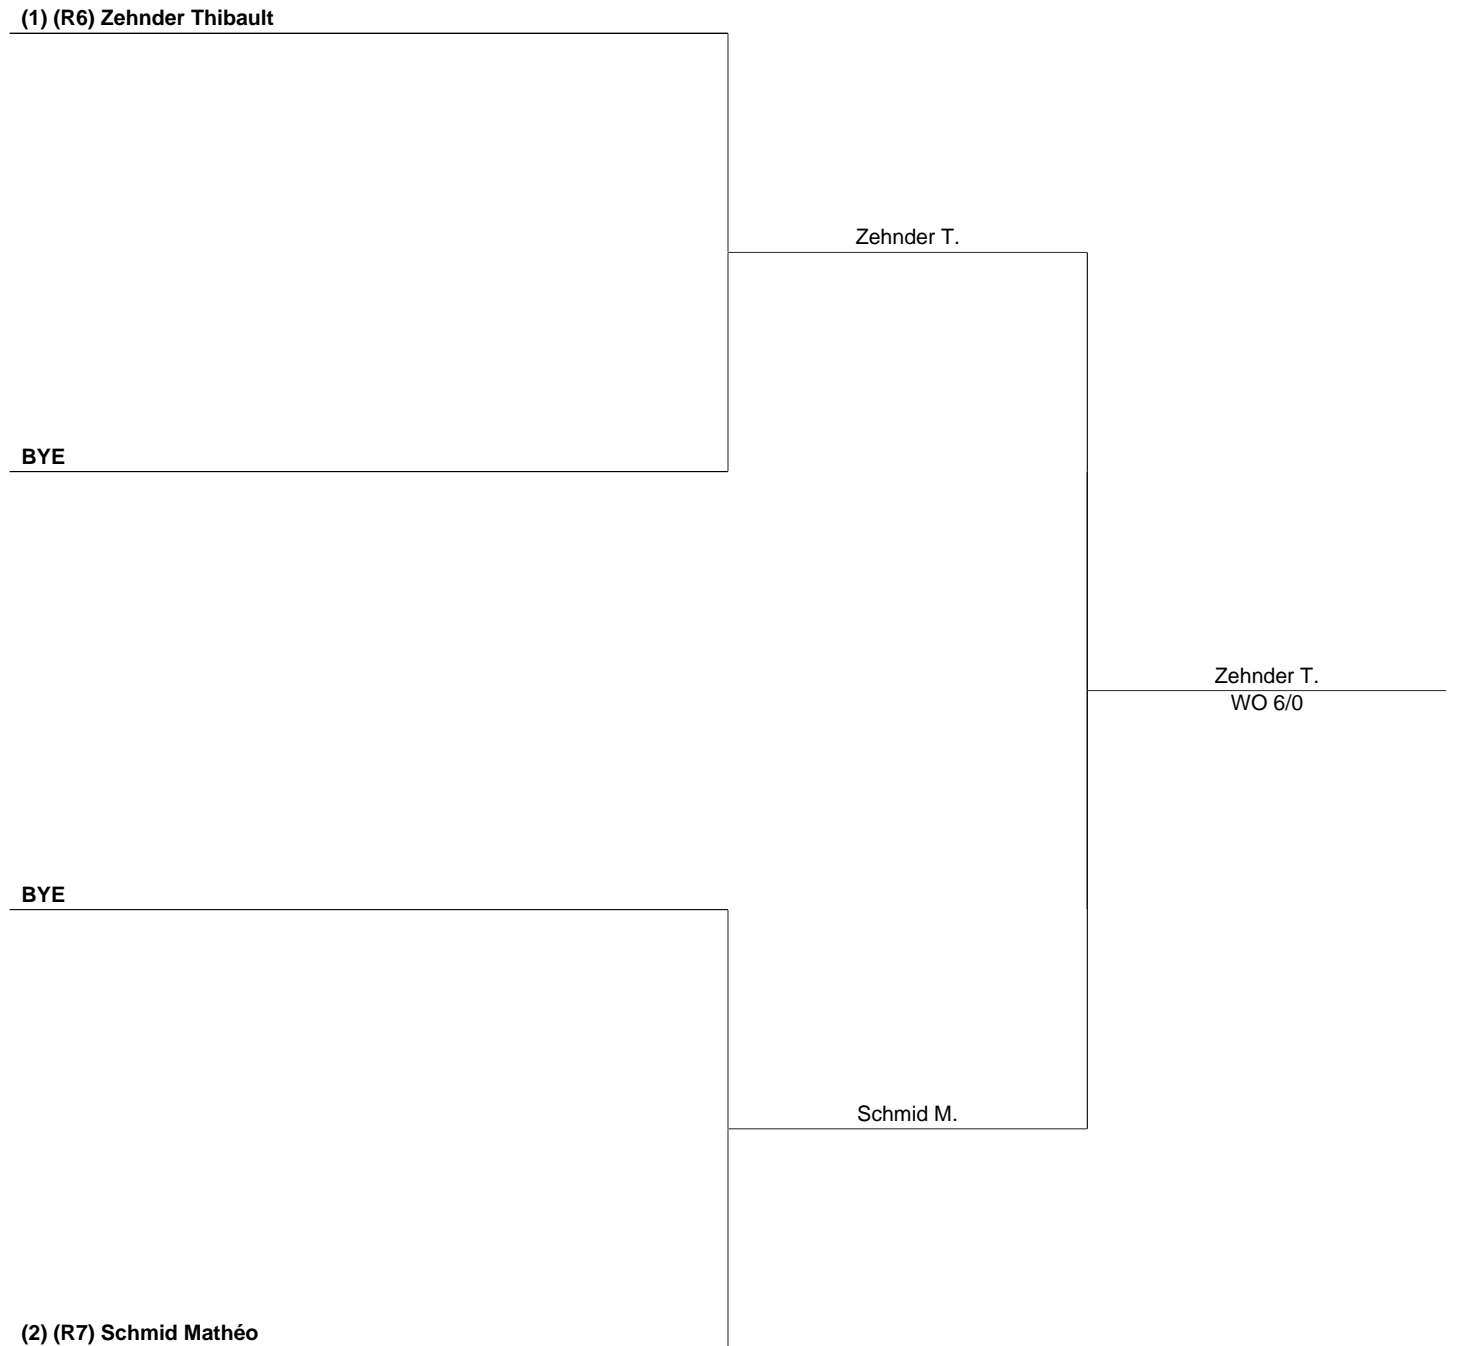 (1) (R6) Zehnder Thibault
Zehnder T.
BYE
Zehnder T.
WO 6/0
BYE
Schmid M.
(2) (R7) Schmid Mathéo